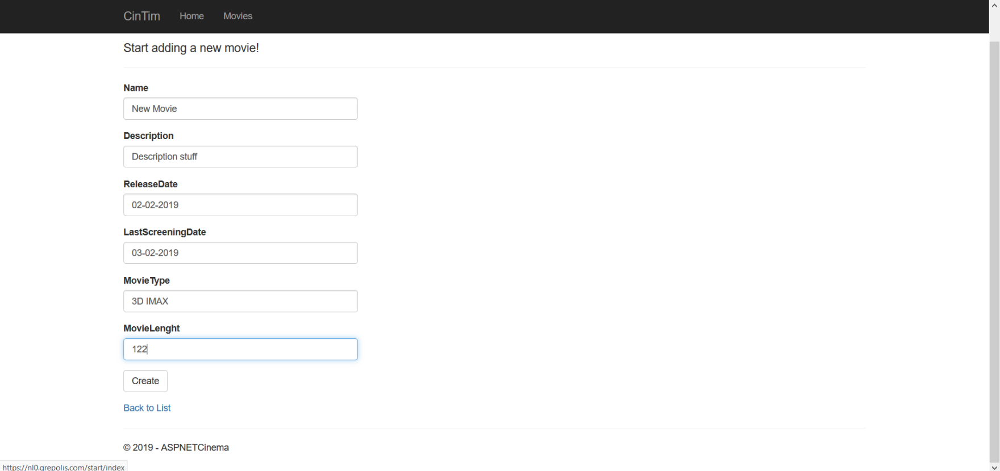 CinTim Home Movies
Start adding a new movie!
Name
New Movie
Description
Description stuff
ReleaseDate
02-02-2019
LastScreeningDate
03-02-2019
MovieType
3D IMAX
MovieLenght
122
Create
Back to List
© 2019 - ASPNETCinema
https://nl0.grepolis.com/start/index